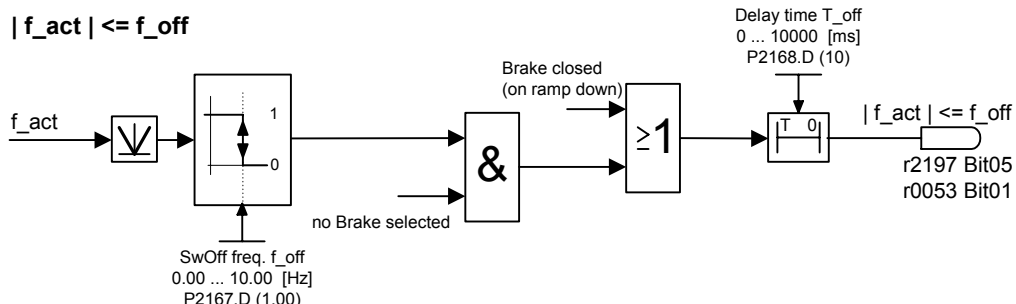 | f_act | <= f_off
Delay time T_off
0 ... 10000  [ms]
P2168.D (10)
Brake closed
(on ramp down)
f_act
1
0
&
≥1
T 0
| f_act | <= f_off
r2197 Bit05
r0053 Bit01
no Brake selected
SwOff freq. f_off
0.00 ... 10.00  [Hz]
P2167.D (1.00)